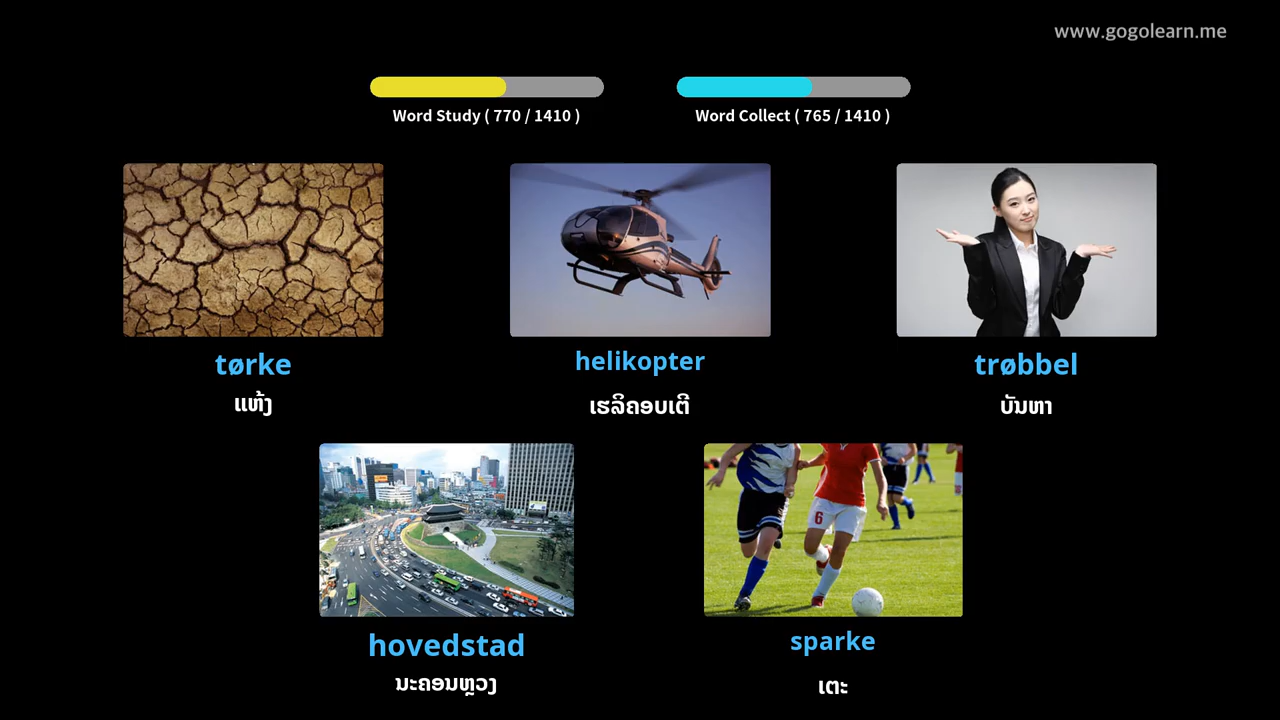 www.gogolearn.me
Word Study ( 770 / 1410 )
Word Collect ( 765 / 1410 )
tørke
ແຫ້ງ
helikopter
ເຮລິຄອບເຕີ
trøbbel
ບັນຫາ
6
hovedstad
ນະຄອນຫຼວງ
sparke
ເຕະ